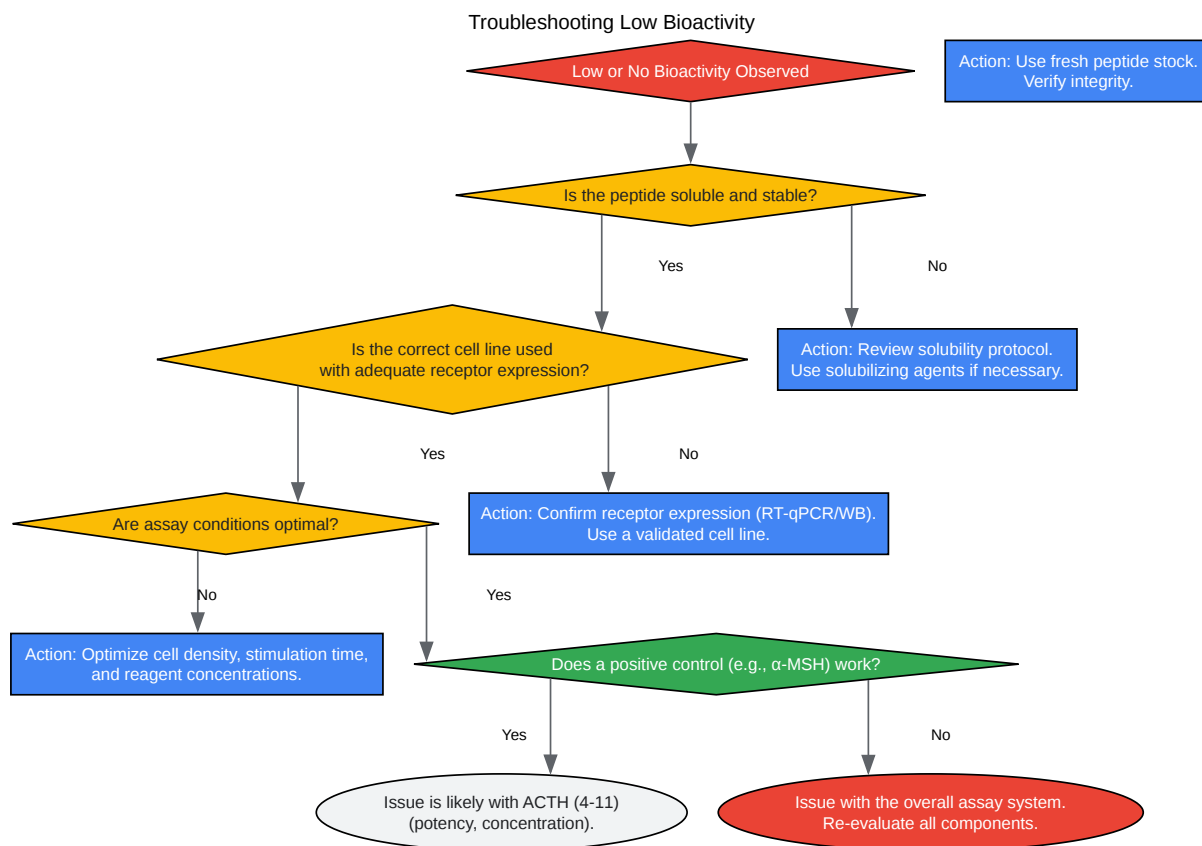 Troubleshooting Low Bioactivity
Low or No Bioactivity Observed
Action: Use fresh peptide stock.
Verify integrity.
Is the peptide soluble and stable?
Yes
No
Is the correct cell line used
with adequate receptor expression?
Action: Review solubility protocol.
Use solubilizing agents if necessary.
Yes
No
Are assay conditions optimal?
Action: Confirm receptor expression (RT-qPCR/WB).
Use a validated cell line.
No
Yes
Action: Optimize cell density, stimulation time,
and reagent concentrations.
Does a positive control (e.g., α-MSH) work?
Yes
No
Issue is likely with ACTH (4-11)
(potency, concentration).
Issue with the overall assay system.
Re-evaluate all components.